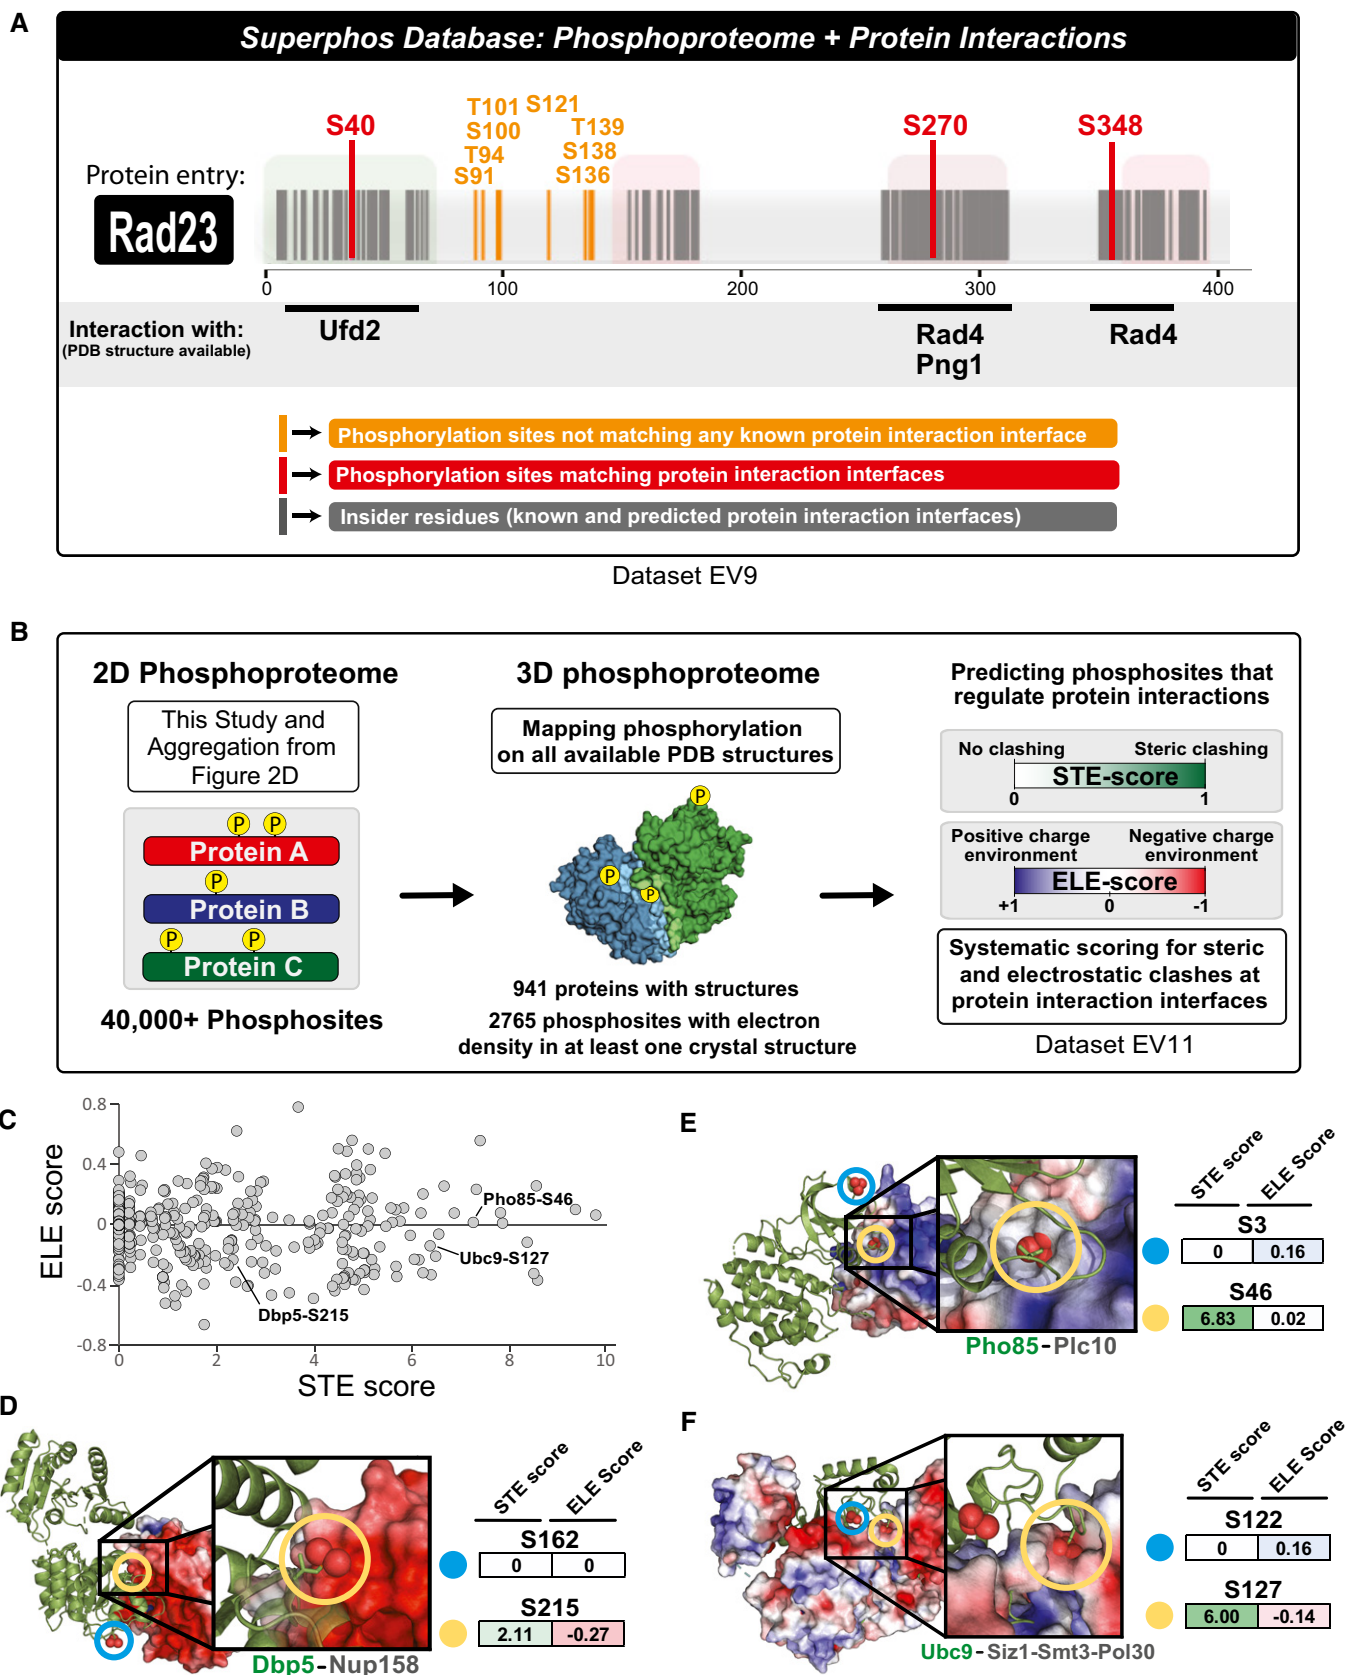 A
Superphos Database: Phosphoproteome + Protein Interactions
T101 S121
S40
S100
T139
S270
S348
T94
S138
S91
S136
Protein entry:
Rad23
0
100
200
300
400
Interaction with:
(PDB structure available)
Ufd2
Rad4
Png1
Rad4
Phosphorylation sites not matching any known protein interaction interface
Phosphorylation sites matching protein interaction interfaces
Insider residues (known and predicted protein interaction interfaces)
Dataset EV9
B
2D Phosphoproteome
This Study and
Aggregation from
Figure 2D
P P
Protein A
P
Protein B
P P
Protein C
40,000+ Phosphosites
3D phosphoproteome
Mapping phosphorylation
on all available PDB structures
P
P
P
941 proteins with structures
2765 phosphosites with electron
density in at least one crystal structure
Predicting phosphosites that
regulate protein interactions
No clashing Steric clashing
STE-score
0 1
Positive charge
environment
Negative charge
environment
ELE-score
+1 0 -1
Systematic scoring for steric
and electrostatic clashes at
protein interaction interfaces
Dataset EV11
C
ELE score
0.8
0.4
0
-0.4
-0.8
Pho85-S46
Ubc9-S127
Dbp5-S215
0 2 4 6 8 10
STE score
E
STE score
ELE Score
S3
0 0.16
S46
6.83 0.02
Pho85-Plc10
D
STE score
ELE Score
S162
0 0
S215
2.11 -0.27
Dbp5-Nup158
F
STE score
ELE Score
S122
0 0.16
S127
6.00 -0.14
Ubc9-Siz1-Smt3-Pol30